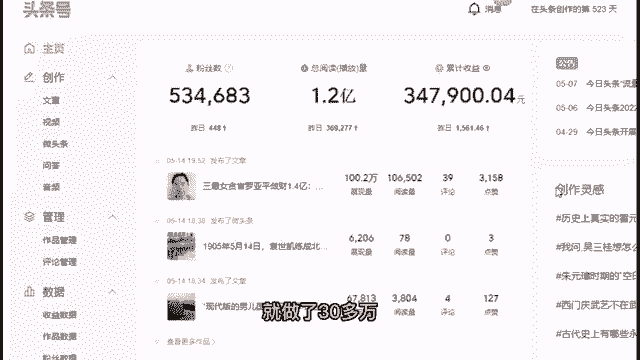 头条号
消息
在头条创作的第 523 天
主页
创作
文章
视频
微头条
问答
音频
管理
作品管理
评论管理
数据
收益数据
作品数据
粉丝数据
粉丝数
534,683
昨日 448↑
总阅读(播放)量
1.2亿
昨日 369,277↑
累计收益
347,900.04元
昨日 1,561.46↑
05-14 19:52 发布了文章
三最女贪官罗亚平敛财1.4亿：...
100.2万 106,502 39 3,158
展现量 阅读量 评论 点赞
05-14 18:38 发布了微头条
1905年5月14日，袁世凯练成北...
6,206 78 0 3
展现量 阅读量 评论 点赞
05-14 18:34 发布了文章
67,813 3,804 4 127
展现量 阅读量 评论 点赞
查看更多作品
公告
05-07 今日头条“流量
05-06 今日头条2022
04-29 今日头条开展
创作灵感
#历史上真实的霍元
#我问,吴三桂想怎么
#朱元璋时期的“空白
#西门庆武艺不在武
#古代史上有哪些永
就做了30多万